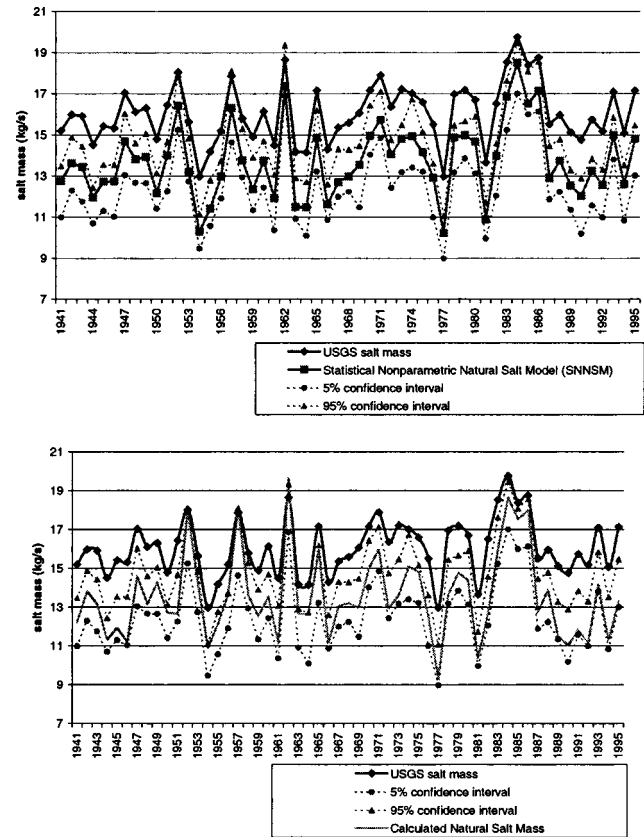 salt mass (kg/s)
21
19
17
15
13
11
9
7
1941 1944 1947 1950 1953 1956 1959 1962 1965 1968 1971 1974 1977 1980 1983 1986 1989 1992 1995
USGS salt mass
Statistical Nonparametric Natural Salt Model (SNNSM)
5% confidence interval
95% confidence interval
salt mass (kg/s)
21
19
17
15
13
11
9
7
1941 1943 1945 1947 1949 1951 1953 1955 1957 1959 1961 1963 1965 1967 1969 1971 1973 1975 1977 1979 1981 1983 1985 1987 1989 1991 1993 1995
USGS salt mass
5% confidence interval
95% confidence interval
Calculated Natural Salt Mass